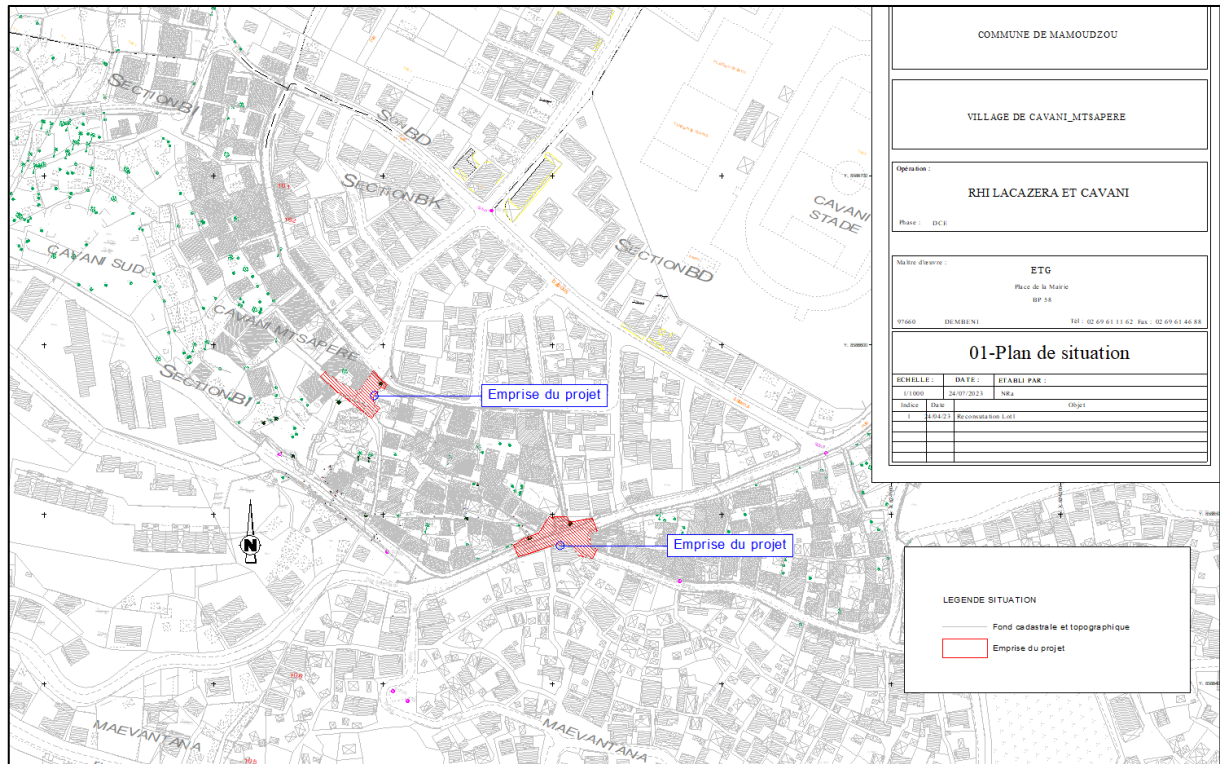 COMMUNE DE MAMOUDZOU
VILLAGE DE CAVANI_MTSAPERE
Opération :
RHI LACAZERA ET CAVANI
Phase : DCE
Maître d'œuvre :
ETG
Place de la Mairie
BP 58
97660 DEMBENI Tél : 02 69 61 11 62 Fax : 02 69 61 46 88
01-Plan de situation
ECHELLE : DATE : ETABLI PAR :
1/1000 24/07/2023 NRa
Indice Date Objet
1 24/04/23 Reconsutation Lot1
SECTION BI
Sec BD
SECTION BK
CAVANI
STADE
SECTION BD
CAVANI SUD
CAVANI MTSAPERE
SECTION BI
Emprise du projet
Emprise du projet
N
LEGENDE SITUATION
Fond cadastrale et topographique
Emprise du projet
MAEVANTANA
MAEVANTANA